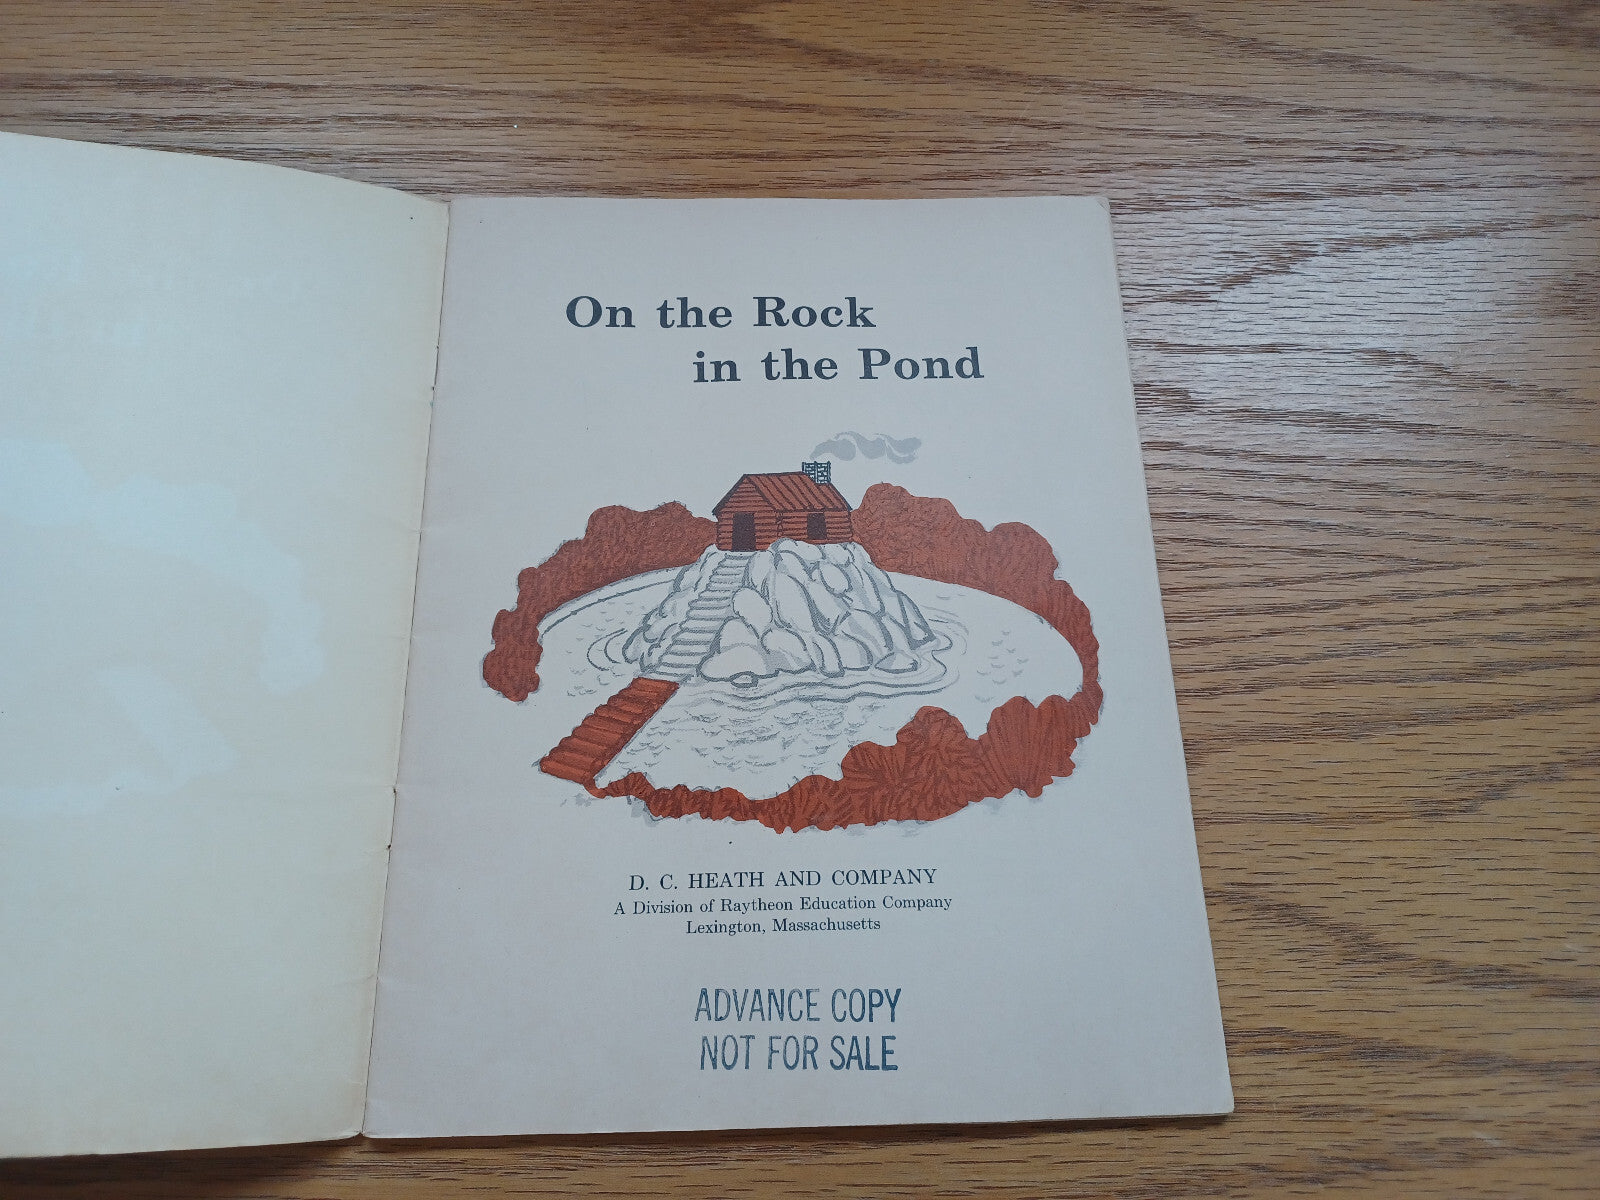 On the Rock
in the Pond
D. C. HEATH AND COMPANY
A Division of Raytheon Education Company
Lexington, Massachusetts
ADVANCE COPY
NOT FOR SALE